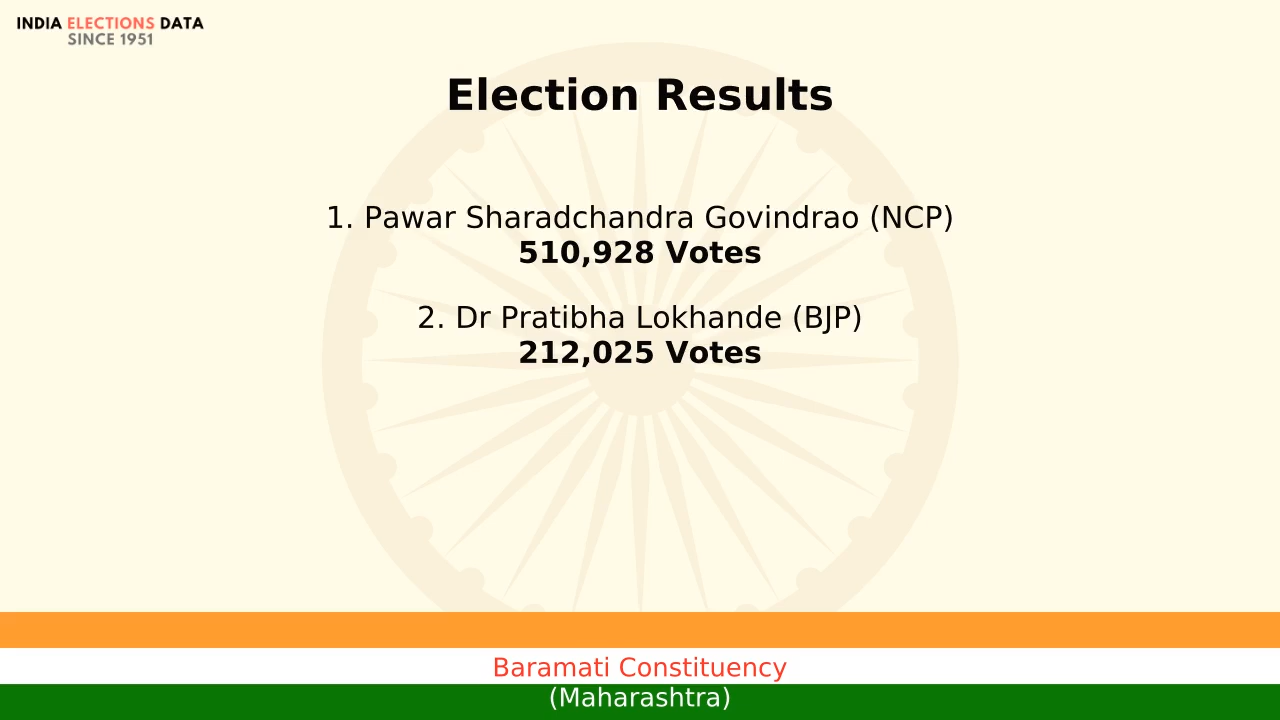 INDIA ELECTIONS DATA
SINCE 1951
Election Results
1. Pawar Sharadchandra Govindrao (NCP)
510,928 Votes
2. Dr Pratibha Lokhande (BJP)
212,025 Votes
Baramati Constituency
(Maharashtra)